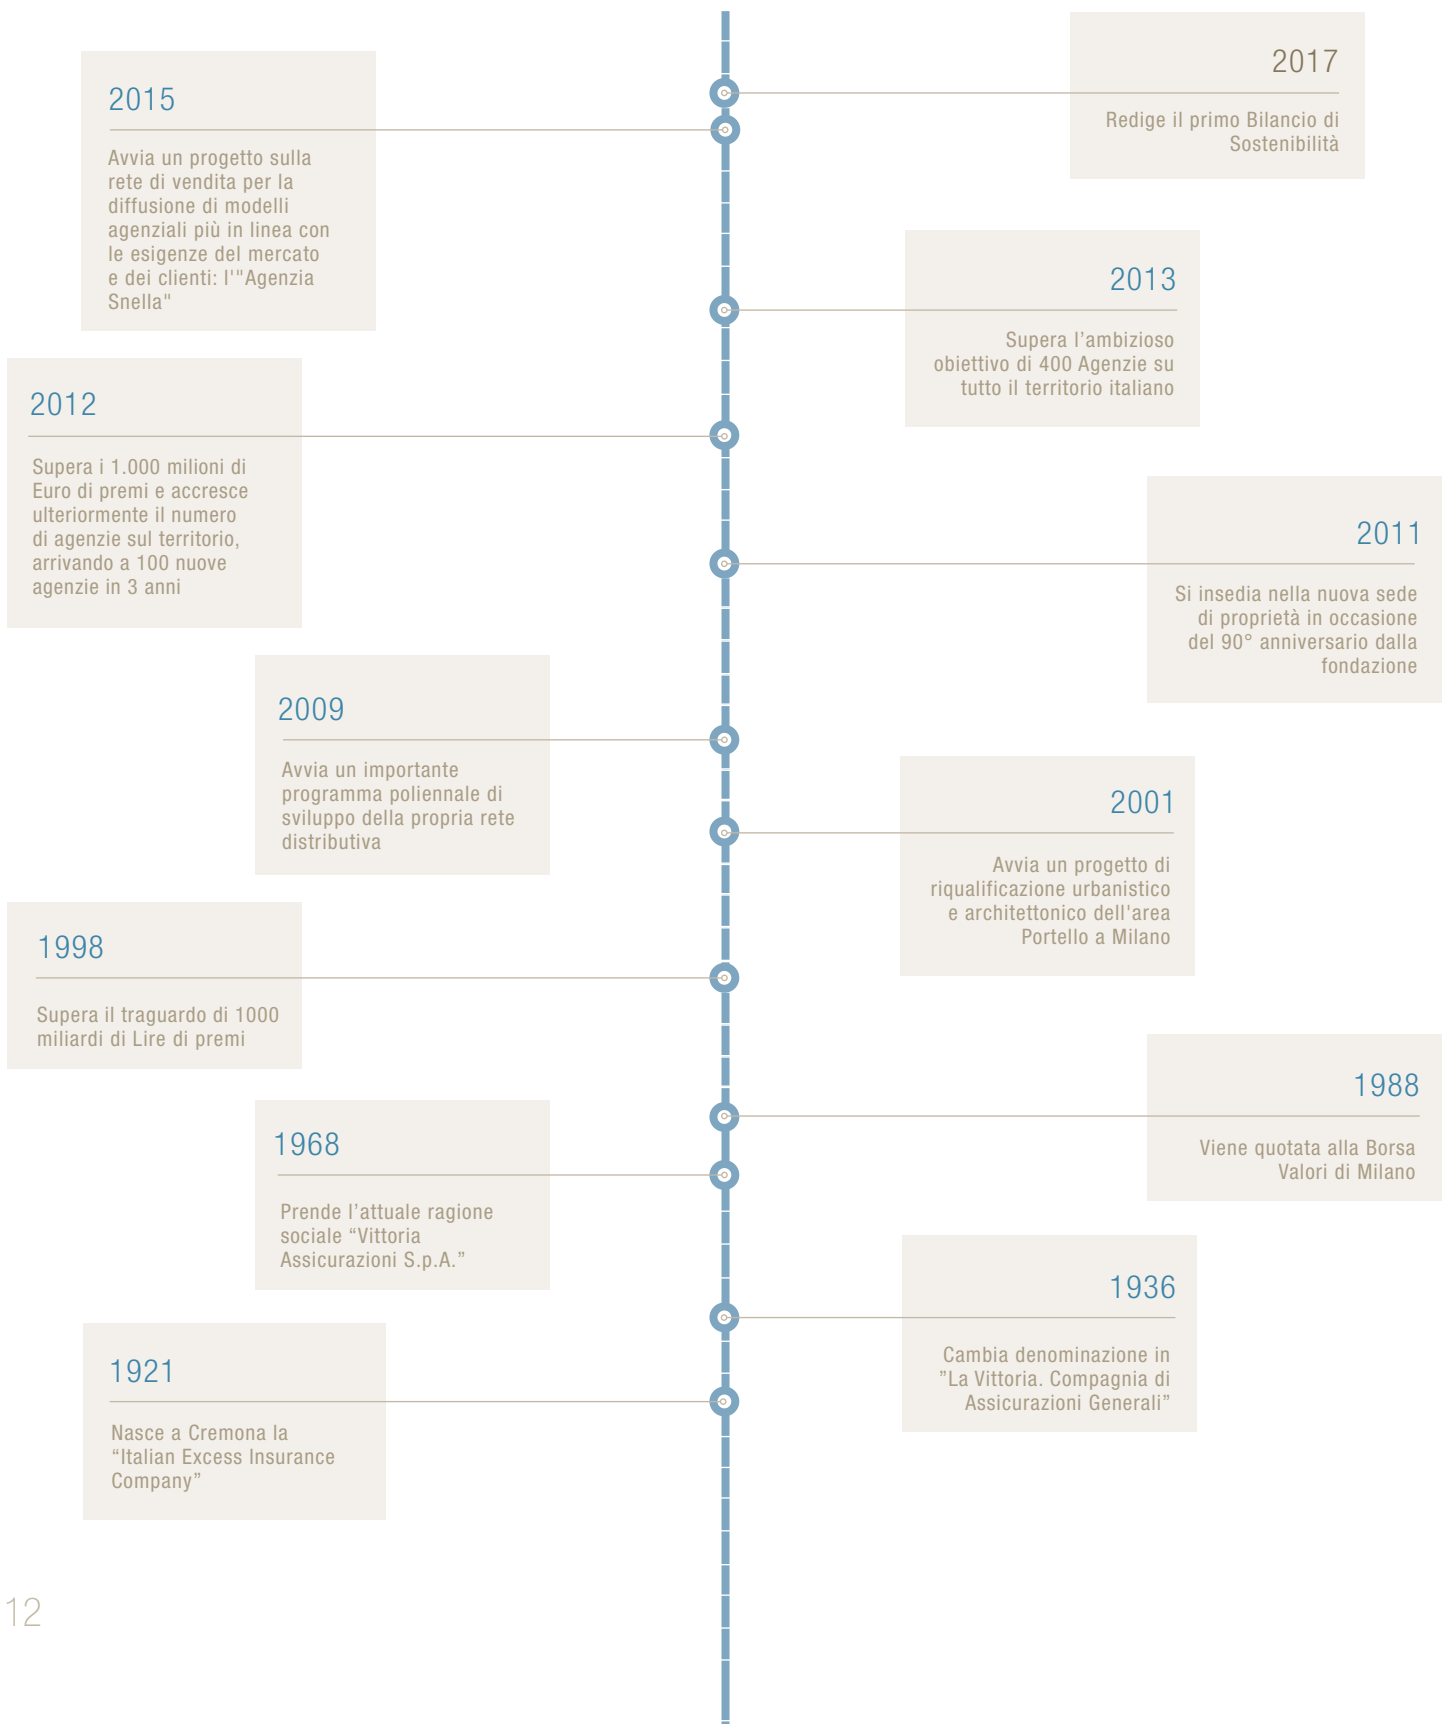 2017
Redige il primo Bilancio di
Sostenibilità
2015
Avvia un progetto sulla
rete di vendita per la
diffusione di modelli
agenziali più in linea con
le esigenze del mercato
e dei clienti: l'"Agenzia
Snella"
2013
Supera l’ambizioso
obiettivo di 400 Agenzie su
tutto il territorio italiano
2012
Supera i 1.000 milioni di
Euro di premi e accresce
ulteriormente il numero
di agenzie sul territorio,
arrivando a 100 nuove
agenzie in 3 anni
2011
Si insedia nella nuova sede
di proprietà in occasione
del 90° anniversario dalla
fondazione
2009
Avvia un importante
programma poliennale di
sviluppo della propria rete
distributiva
2001
Avvia un progetto di
riqualificazione urbanistico
e architettonico dell'area
Portello a Milano
1998
Supera il traguardo di 1000
miliardi di Lire di premi
1988
Viene quotata alla Borsa
Valori di Milano
1968
Prende l’attuale ragione
sociale “Vittoria
Assicurazioni S.p.A.”
1936
Cambia denominazione in
”La Vittoria. Compagnia di
Assicurazioni Generali”
1921
Nasce a Cremona la
“Italian Excess Insurance
Company”
12